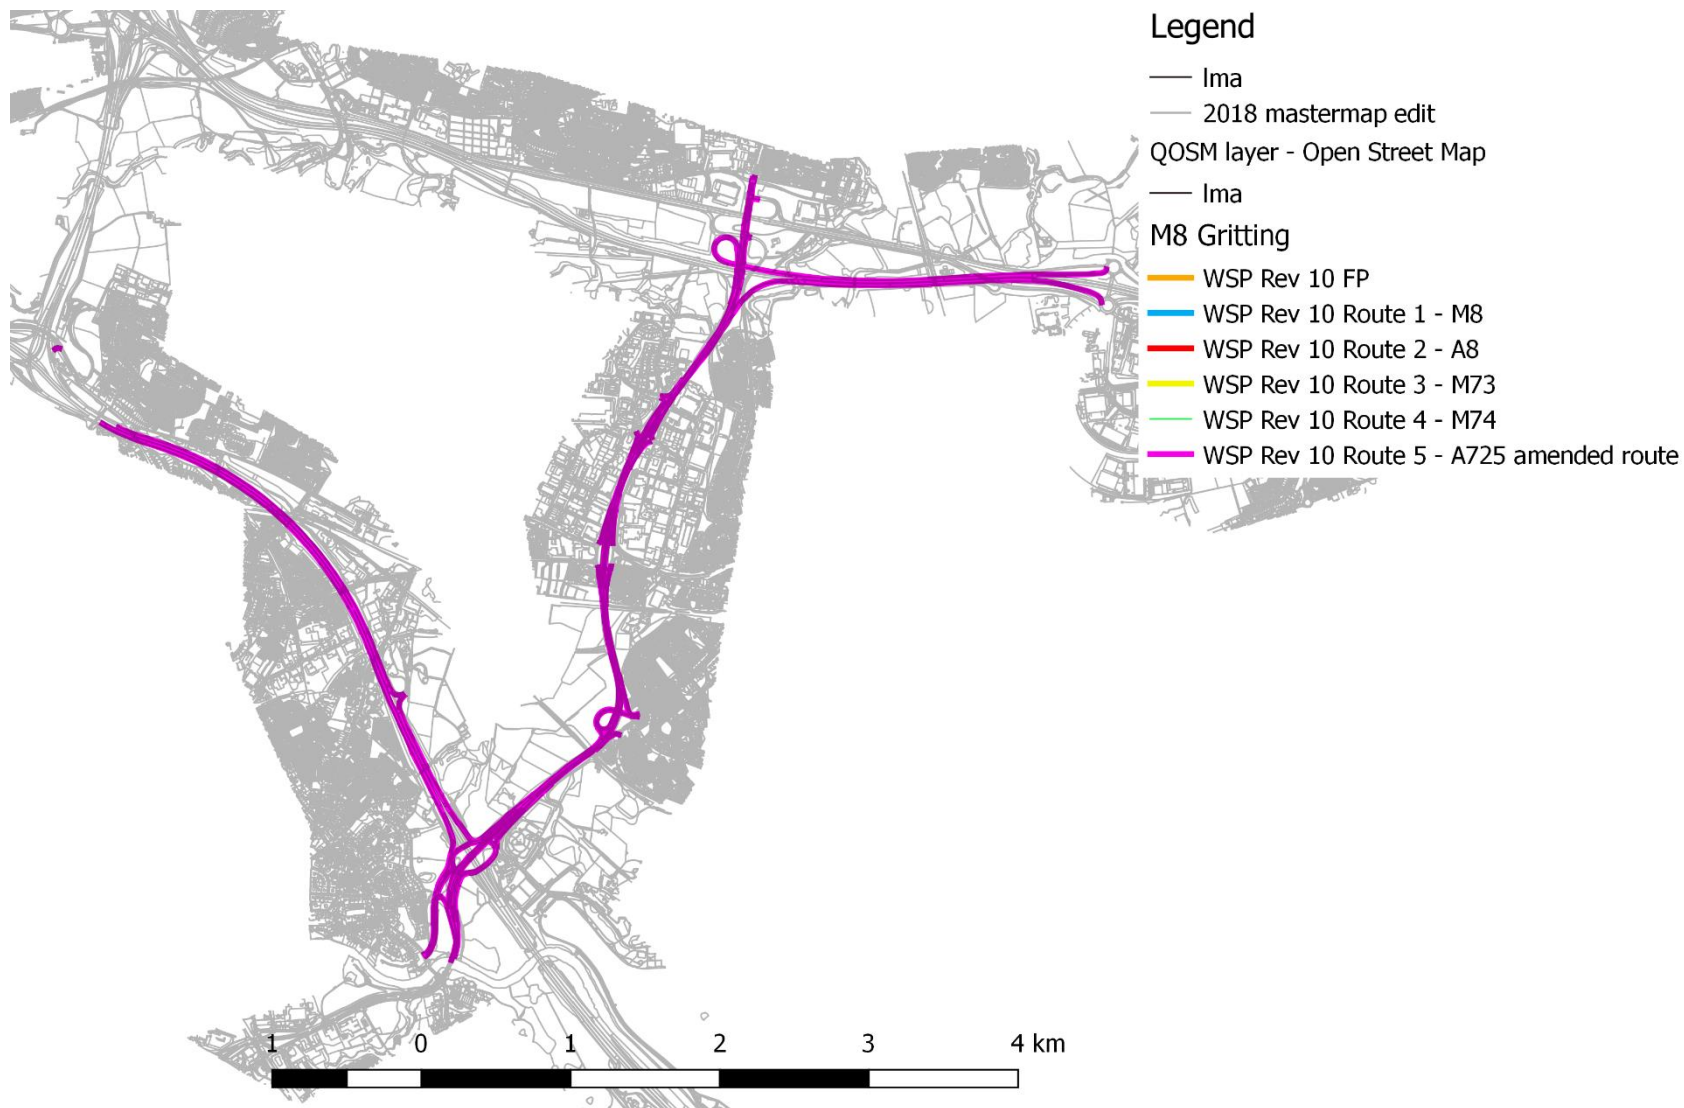 Legend
lma
2018 mastermap edit
QOSM layer - Open Street Map
lma
M8 Gritting
WSP Rev 10 FP
WSP Rev 10 Route 1 - M8
WSP Rev 10 Route 2 - A8
WSP Rev 10 Route 3 - M73
WSP Rev 10 Route 4 - M74
WSP Rev 10 Route 5 - A725 amended route
1 0 1 2 3 4 km